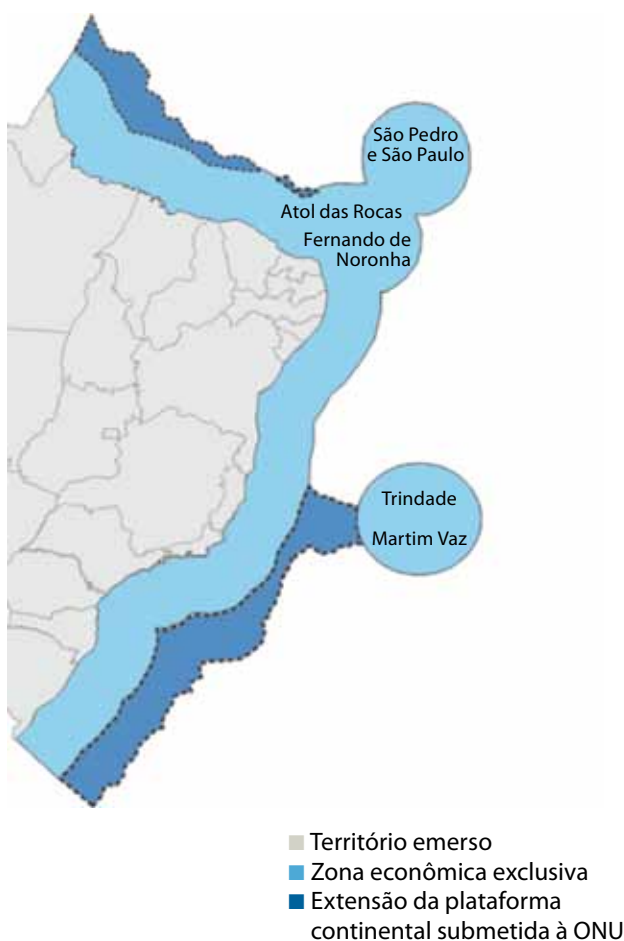 São Pedro
e São Paulo
Atol das Rocas
Fernando de
Noronha
Trindade
Martim Vaz
Território emerso
Zona econômica exclusiva
Extensão da plataforma
continental submetida à ONU